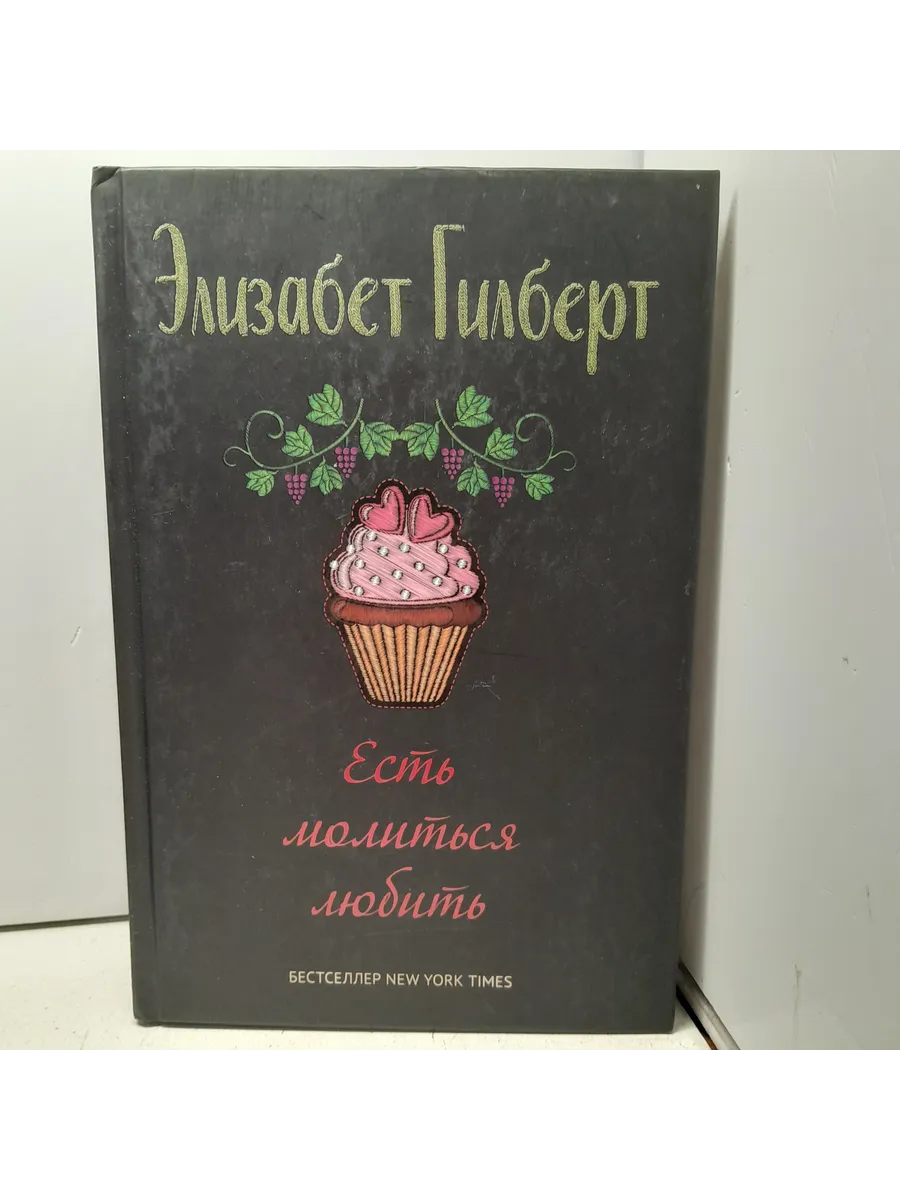 Элизабет Гилберт
Есть
молиться
любить
БЕСТСЕЛЛЕР NEW YORK TIMES